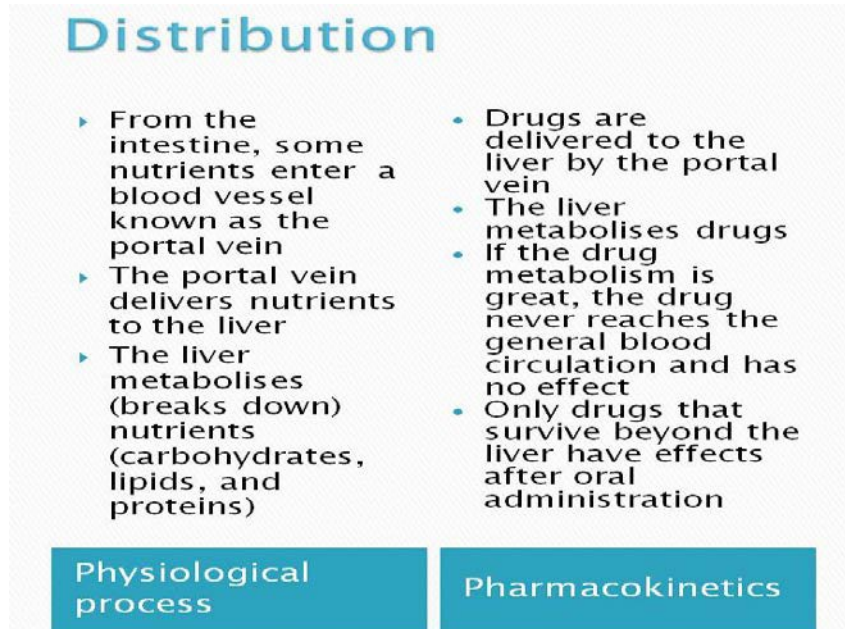 Distribution
From the
intestine, some
nutrients enter a
blood vessel
known as the
portal vein
The portal vein
delivers nutrients
to the liver
The liver
metabolises
(breaks down)
nutrients
(carbohydrates,
lipids, and
proteins)
Physiological
process
Drugs are
delivered to the
liver by the portal
vein
The liver
metabolises drugs
If the drug
metabolism is
great, the drug
never reaches the
general blood
circulation and has
no effect
Only drugs that
survive beyond the
liver have effects
after oral
administration
Pharmacokinetics